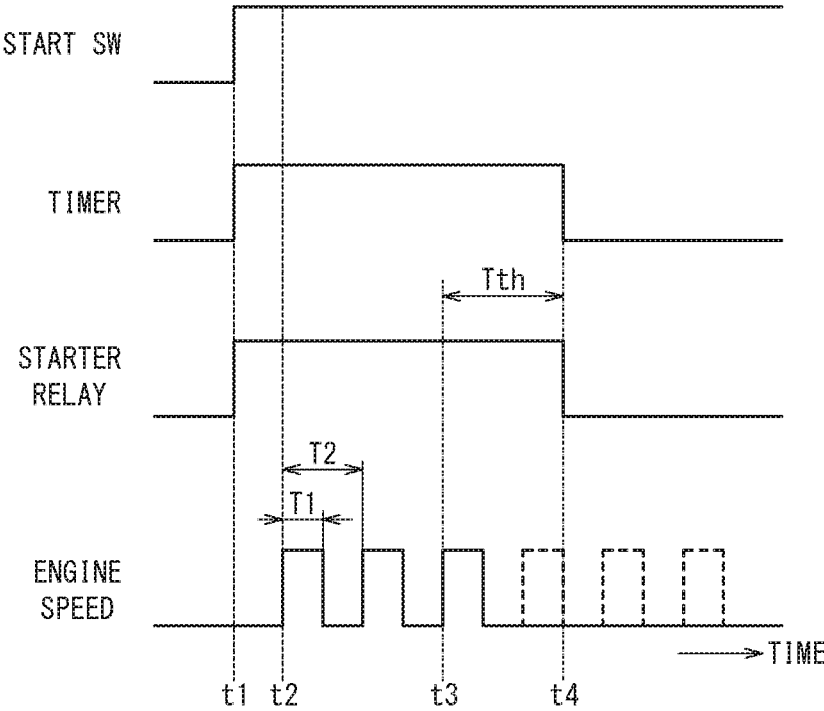 START SW
TIMER
Tth
STARTER
RELAY
T2
T1
ENGINE
SPEED
TIME
t1 t2 t3 t4